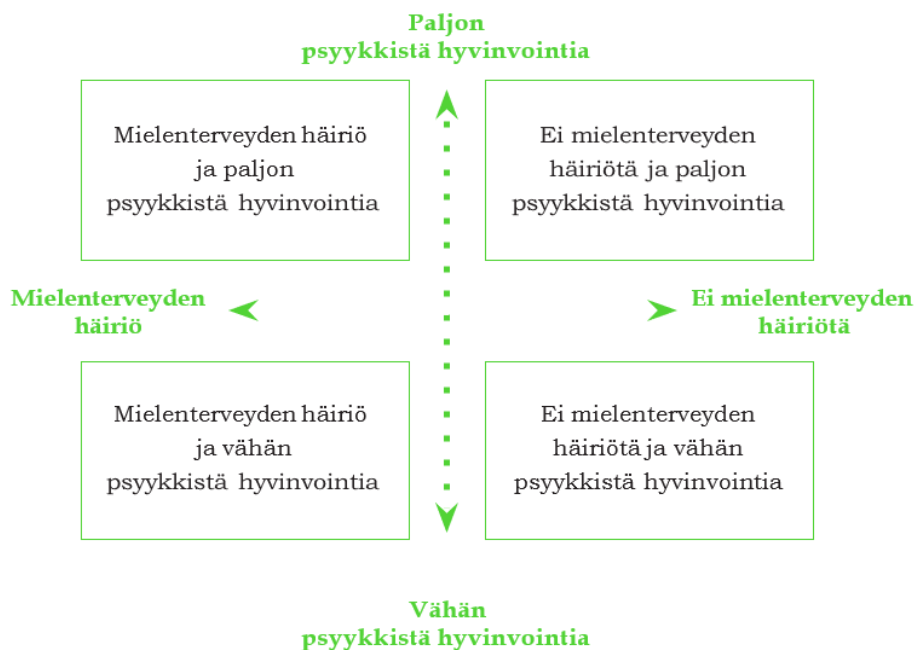 Paljon
psyykkistä hyvinvointia
Mielenterveyden häiriö
ja paljon
psyykkistä hyvinvointia
Ei mielenterveyden
häiriötä ja paljon
psyykkistä hyvinvointia
Mielenterveyden
häiriö
Ei mielenterveyden
häiriötä
Mielenterveyden häiriö
ja vähän
psyykkistä hyvinvointia
Ei mielenterveyden
häiriötä ja vähän
psyykkistä hyvinvointia
Vähän
psyykkistä hyvinvointia